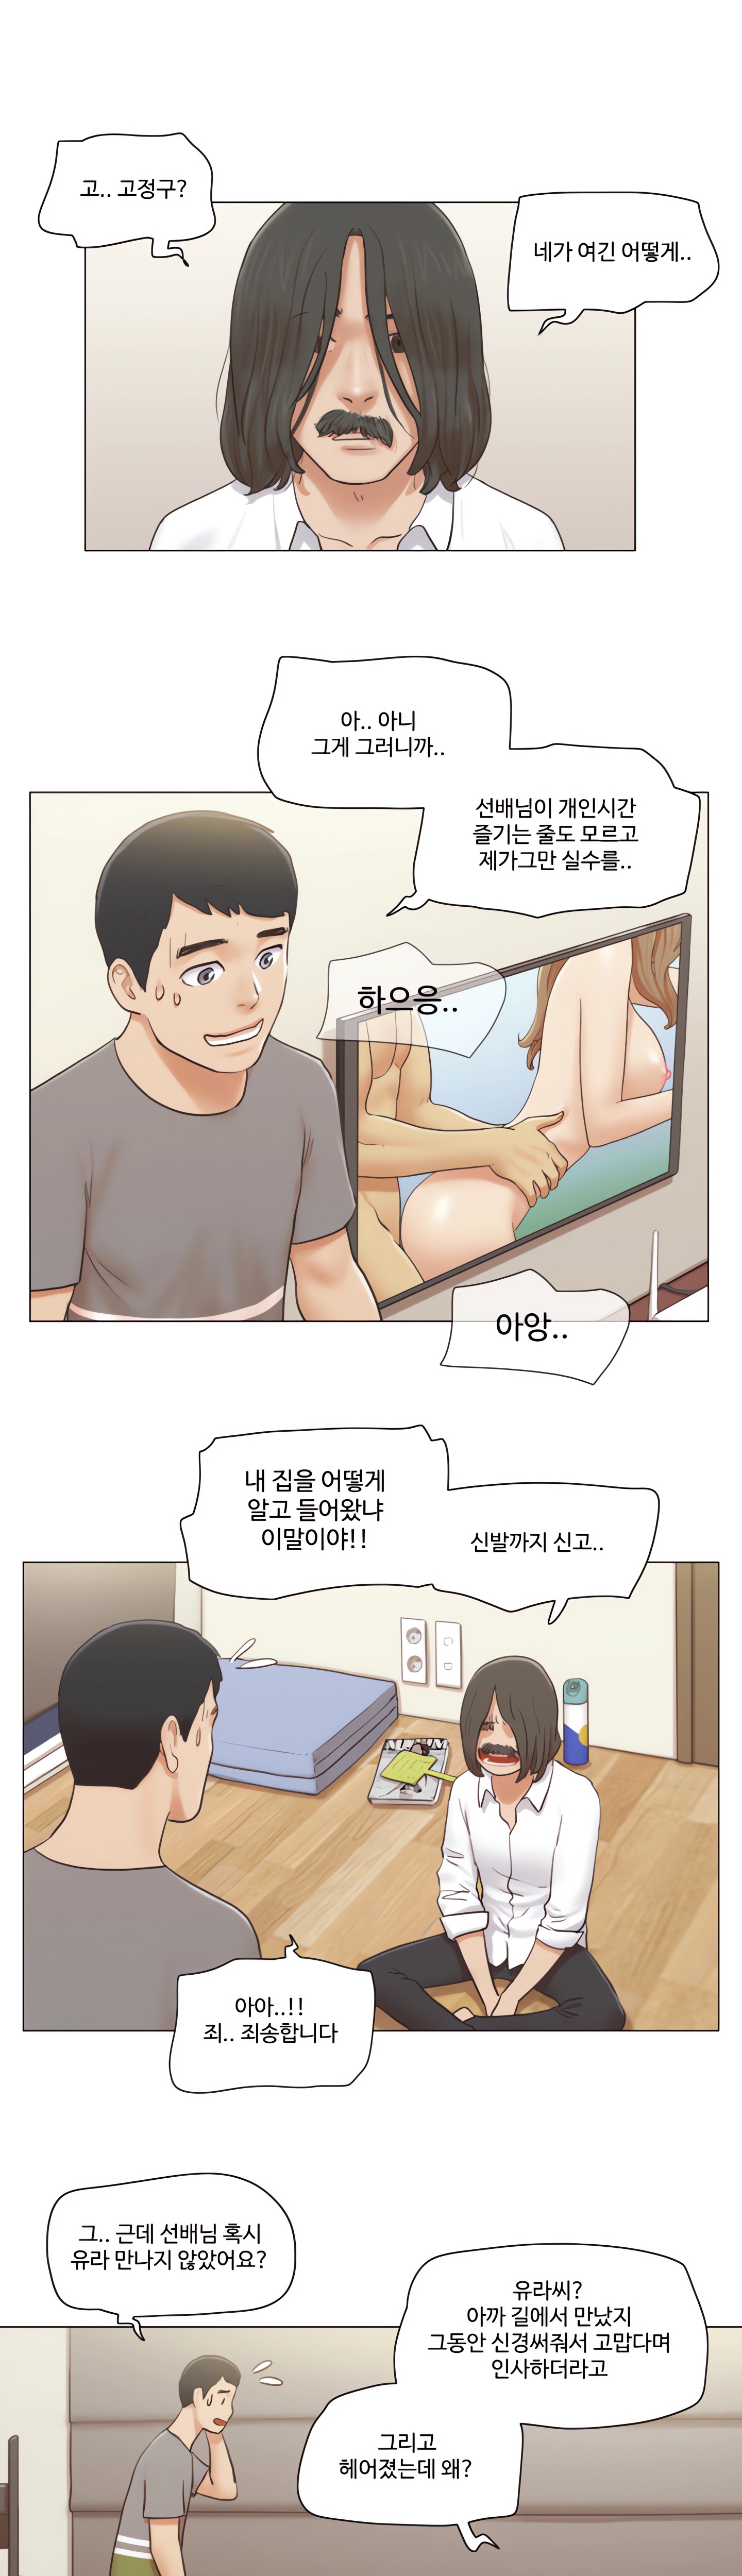 고.. 고정구?
네가 여긴 어떻게..
아.. 아니
그게 그러니까..
선배님이 개인시간
즐기는 줄도 모르고
제가그만 실수를..
하으응..
아앙..
내 집을 어떻게
알고 들어왔냐
이말이야!!
신발까지 신고..
아아..!!
죄.. 죄송합니다
그.. 근데 선배님 혹시
유라 만나지 않았어요?
유라씨?
아까 길에서 만났지
그동안 신경써줘서 고맙다며
인사하더라고
그리고
헤어졌는데 왜?